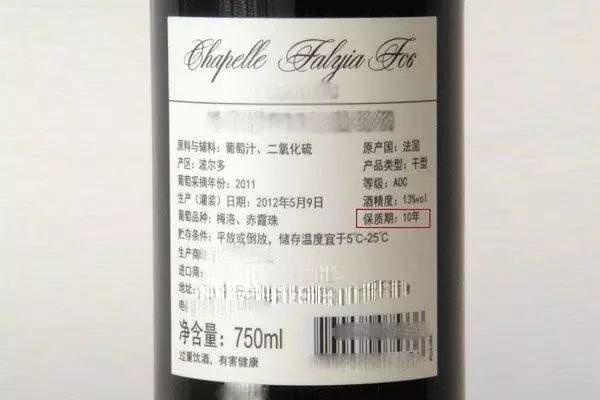 Chapelle Falyia F06
原料与辅料：葡萄汁、二氧化硫
原产国：法国
产区：波尔多
产品类型：干型
葡萄采摘年份：2011
等级：AOC
生产（灌装）日期：2012年5月9日
酒精度：13%vol
葡萄品种：梅洛、赤霞珠
保质期：10年
贮存条件：平放或倒放，储存温度宜于5℃-25℃
生产商
进口商：
地址：
净含量：750ml
过量饮酒，有害健康